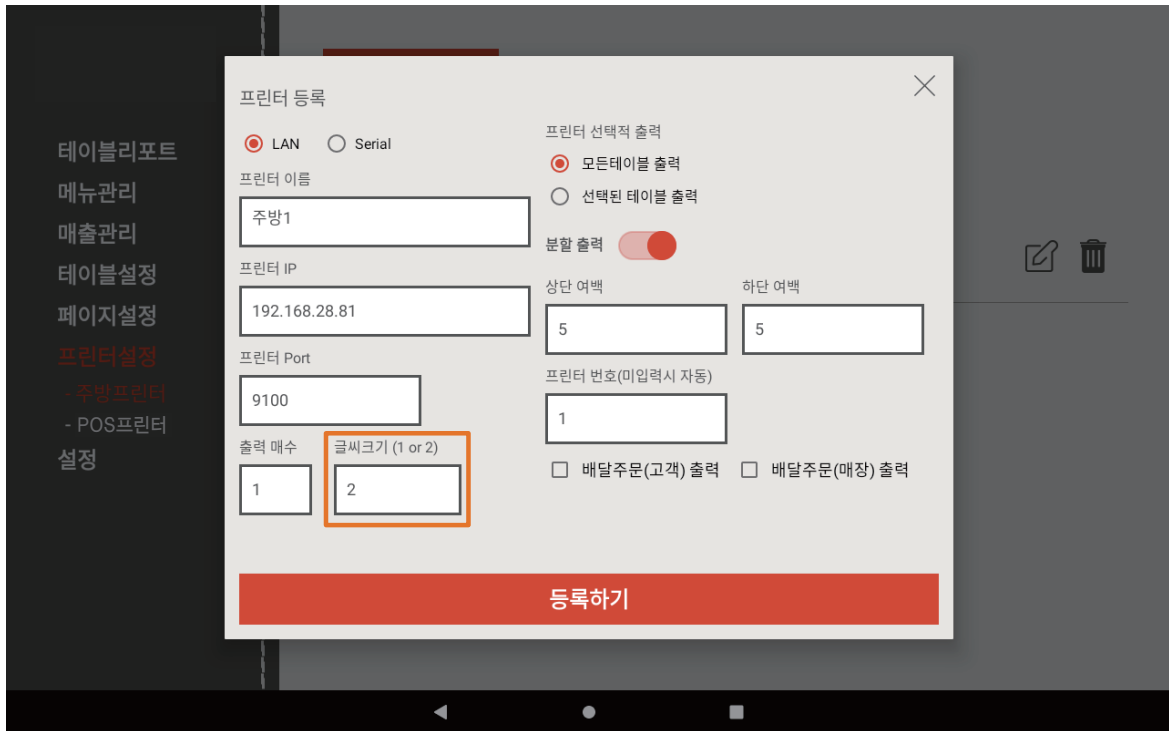 테이블리포트
메뉴관리
매출관리
테이블설정
페이지설정
프린터설정
- 주방프린터
- POS프린터
설정
프린터 등록
LAN
Serial
프린터 이름
주방1
프린터 IP
192.168.28.81
프린터 Port
9100
출력 매수
글씨크기 (1 or 2)
1
2
프린터 선택적 출력
모든테이블 출력
선택된 테이블 출력
분할 출력
상단 여백
하단 여백
5
5
프린터 번호(미입력시 자동)
1
배달주문(고객) 출력
배달주문(매장) 출력
등록하기